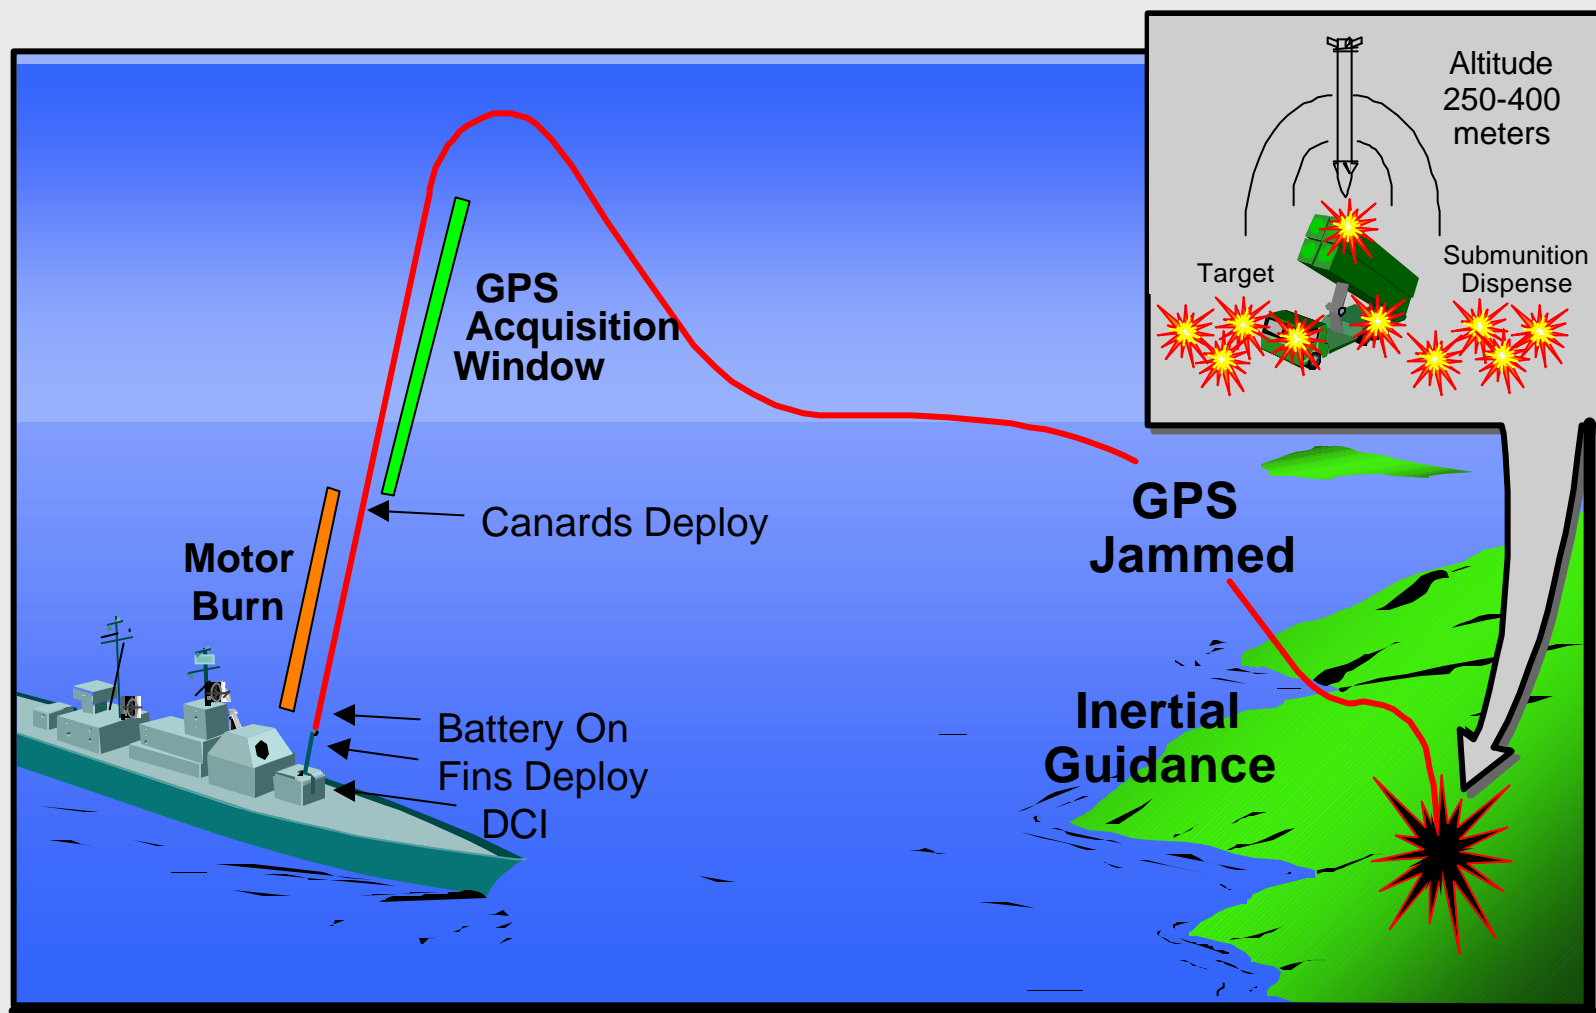 Altitude
250-400
meters
Target
Submunition
Dispense
GPS
Acquisition
Window
Canards Deploy
Motor
Burn
GPS
Jammed
Inertial
Guidance
Battery On
Fins Deploy
DCI